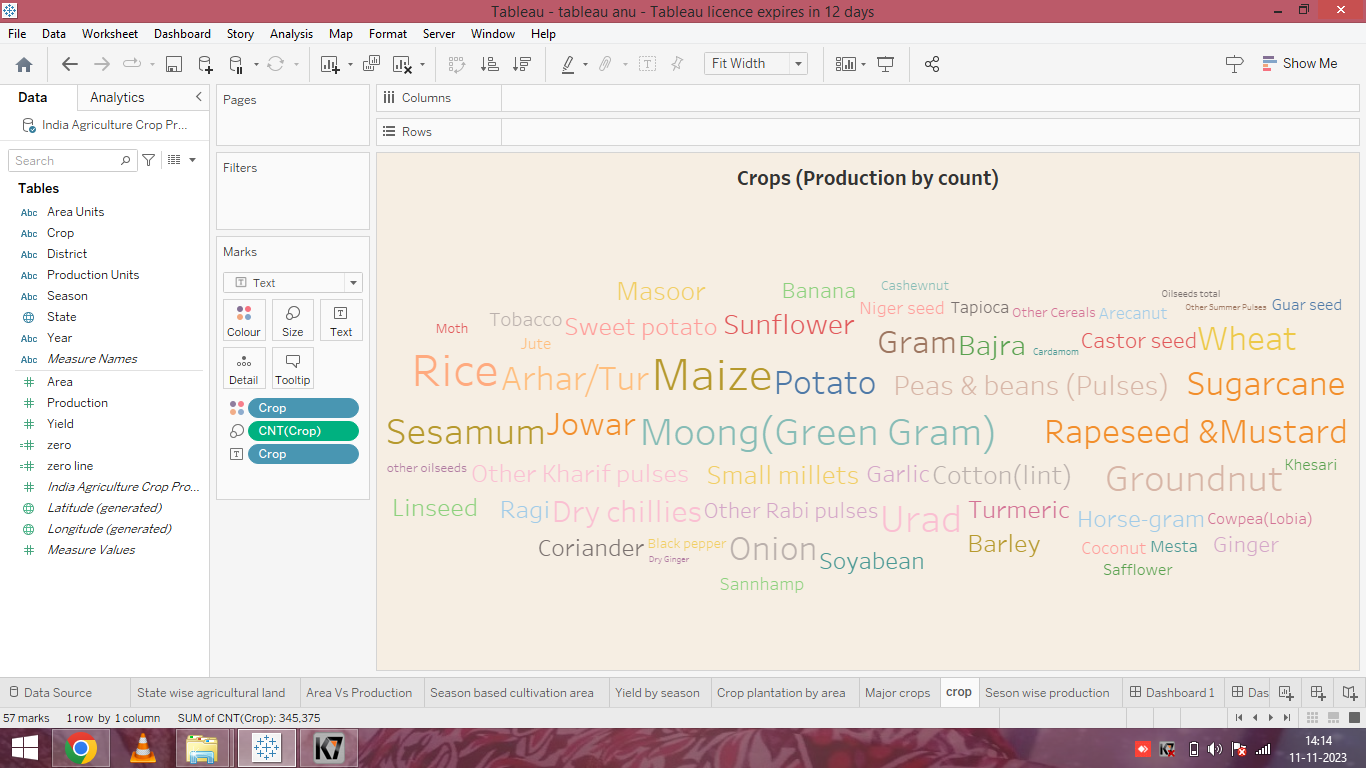 Tableau - tableau anu - Tableau licence expires in 12 days
File Data Worksheet Dashboard Story Analysis Map Format Server Window Help
Fit Width
Show Me
Data Analytics
India Agriculture Crop Pr...
Search
Tables
Abc Area Units
Abc Crop
Abc District
Abc Production Units
Abc Season
State
Abc Year
Abc Measure Names
Area
Production
Yield
zero
zero line
India Agriculture Crop Pro...
Latitude (generated)
Longitude (generated)
Measure Values
Pages
Filters
Marks
Text
Colour Size Text
Detail Tooltip
Crop
CNT(Crop)
Crop
Columns
Rows
Crops (Production by count)
Masoor Banana Cashewnut Oilseeds total
Moth Tobacco Sweet potato Sunflower Niger seed Tapioca Other Cereals Arecanut Other Summer Pulses Guar seed
Jute Gram Bajra Cardamom Castor seed Wheat
Rice Arhar/Tur Maize Potato Peas & beans (Pulses) Sugarcane
Sesamum Jowar Moong(Green Gram) Rapeseed &Mustard
other oilseeds Other Kharif pulses Small millets Garlic Cotton(lint) Groundnut Khesari
Linseed Ragi Dry chillies Other Rabi pulses Urad Turmeric Horse-gram Cowpea(Lobia)
Coriander Black pepper Onion Soyabean Barley Coconut Mesta Ginger
Dry Ginger Safflower
Sannhamp
Data Source State wise agricultural land Area Vs Production Season based cultivation area Yield by season Crop plantation by area Major crops crop Seson wise production Dashboard 1 Das
57 marks 1 row by 1 column SUM of CNT(Crop): 345,375
K7 K7 14:14
11-11-2023